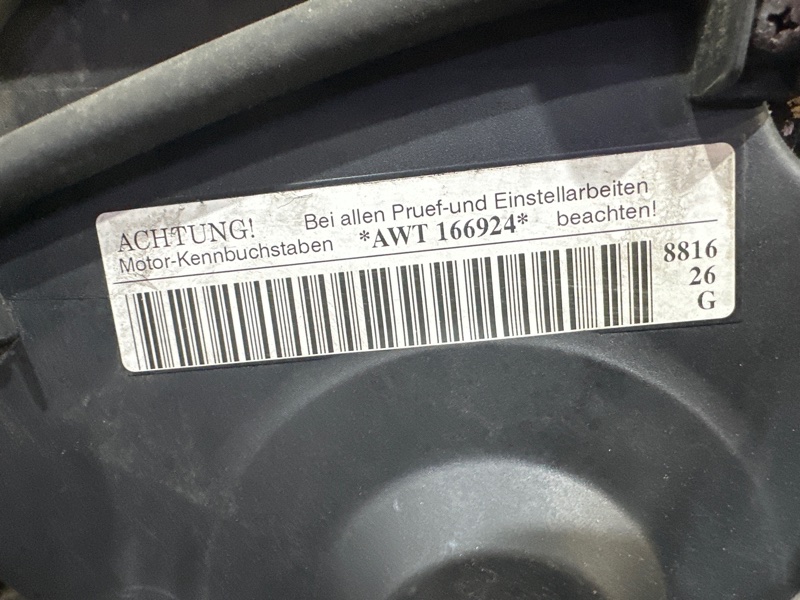 ACHTUNG! Bei allen Pruef-und Einstellarbeiten
Motor-Kennbuchstaben *AWT 166924* beachten!
8816
26
G